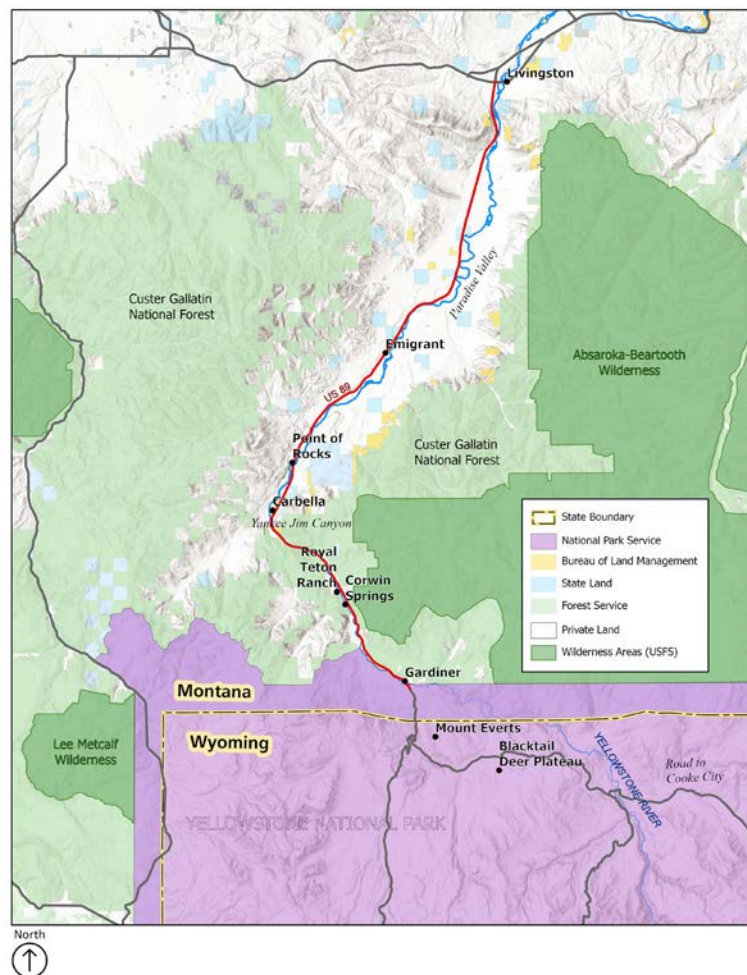 Livingston
Paradise Valley
Custer Gallatin
National Forest
Emigrant
Absaroka-Beartooth
Wilderness
US 89
Custer Gallatin
National Forest
Point of
Rocks
Carbella
Yankee Jim Canyon
Royal
Teton
Ranch
Corwin
Springs
State Boundary
National Park Service
Bureau of Land Management
State Land
Forest Service
Private Land
Wilderness Areas (USFS)
Gardiner
Montana
Wyoming
Lee Metcalf
Wilderness
Mount Everts
Blacktail
Deer Plateau
YELLOWSTONE RIVER
Road to
Cooke City
YELLOWSTONE NATIONAL PARK
North